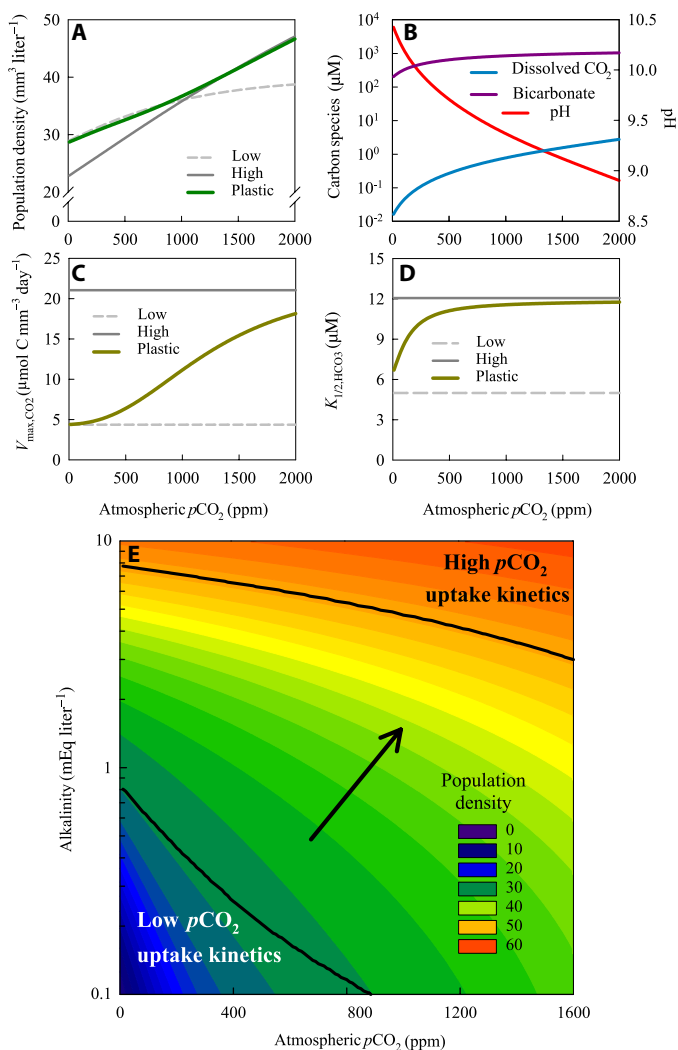 A
Population density (mm³ liter⁻¹)
50
40
30
20
0
Low
High
Plastic
0 500 1000 1500 2000
B
Carbon species (µM)
10⁴
10³
10²
10¹
10⁰
10⁻¹
10⁻²
Dissolved CO₂
Bicarbonate
pH
10.5
10.0
9.5
9.0
8.5
pH
0 500 1000 1500 2000
C
V_max,CO2 (µmol C mm⁻³ day⁻¹)
25
20
15
10
5
0
Low
High
Plastic
0 500 1000 1500 2000
Atmospheric pCO₂ (ppm)
D
K_1/2,HCO3 (µM)
15
12
9
6
3
0
Low
High
Plastic
0 500 1000 1500 2000
Atmospheric pCO₂ (ppm)
E
Alkalinity (mEq liter⁻¹)
10
1
0.1
High pCO₂
uptake kinetics
Population
density
0
10
20
30
40
50
60
Low pCO₂
uptake kinetics
0 400 800 1200 1600
Atmospheric pCO₂ (ppm)